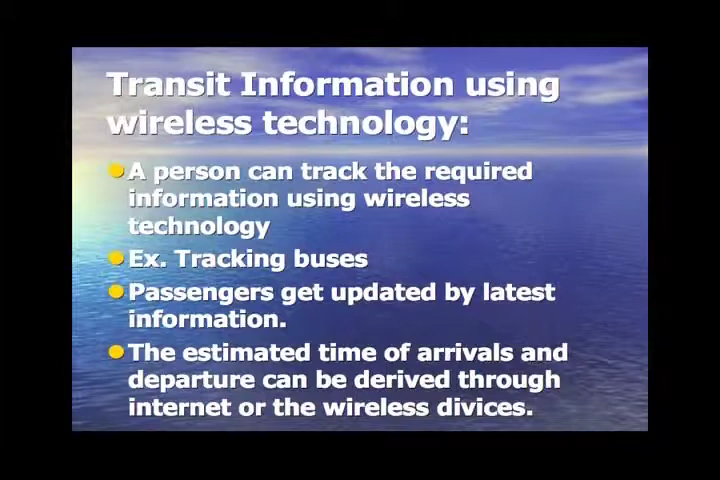 Transit Information using
wireless technology:
A person can track the required
information using wireless
technology
Ex. Tracking buses
Passengers get updated by latest
information.
The estimated time of arrivals and
departure can be derived through
internet or the wireless divices.